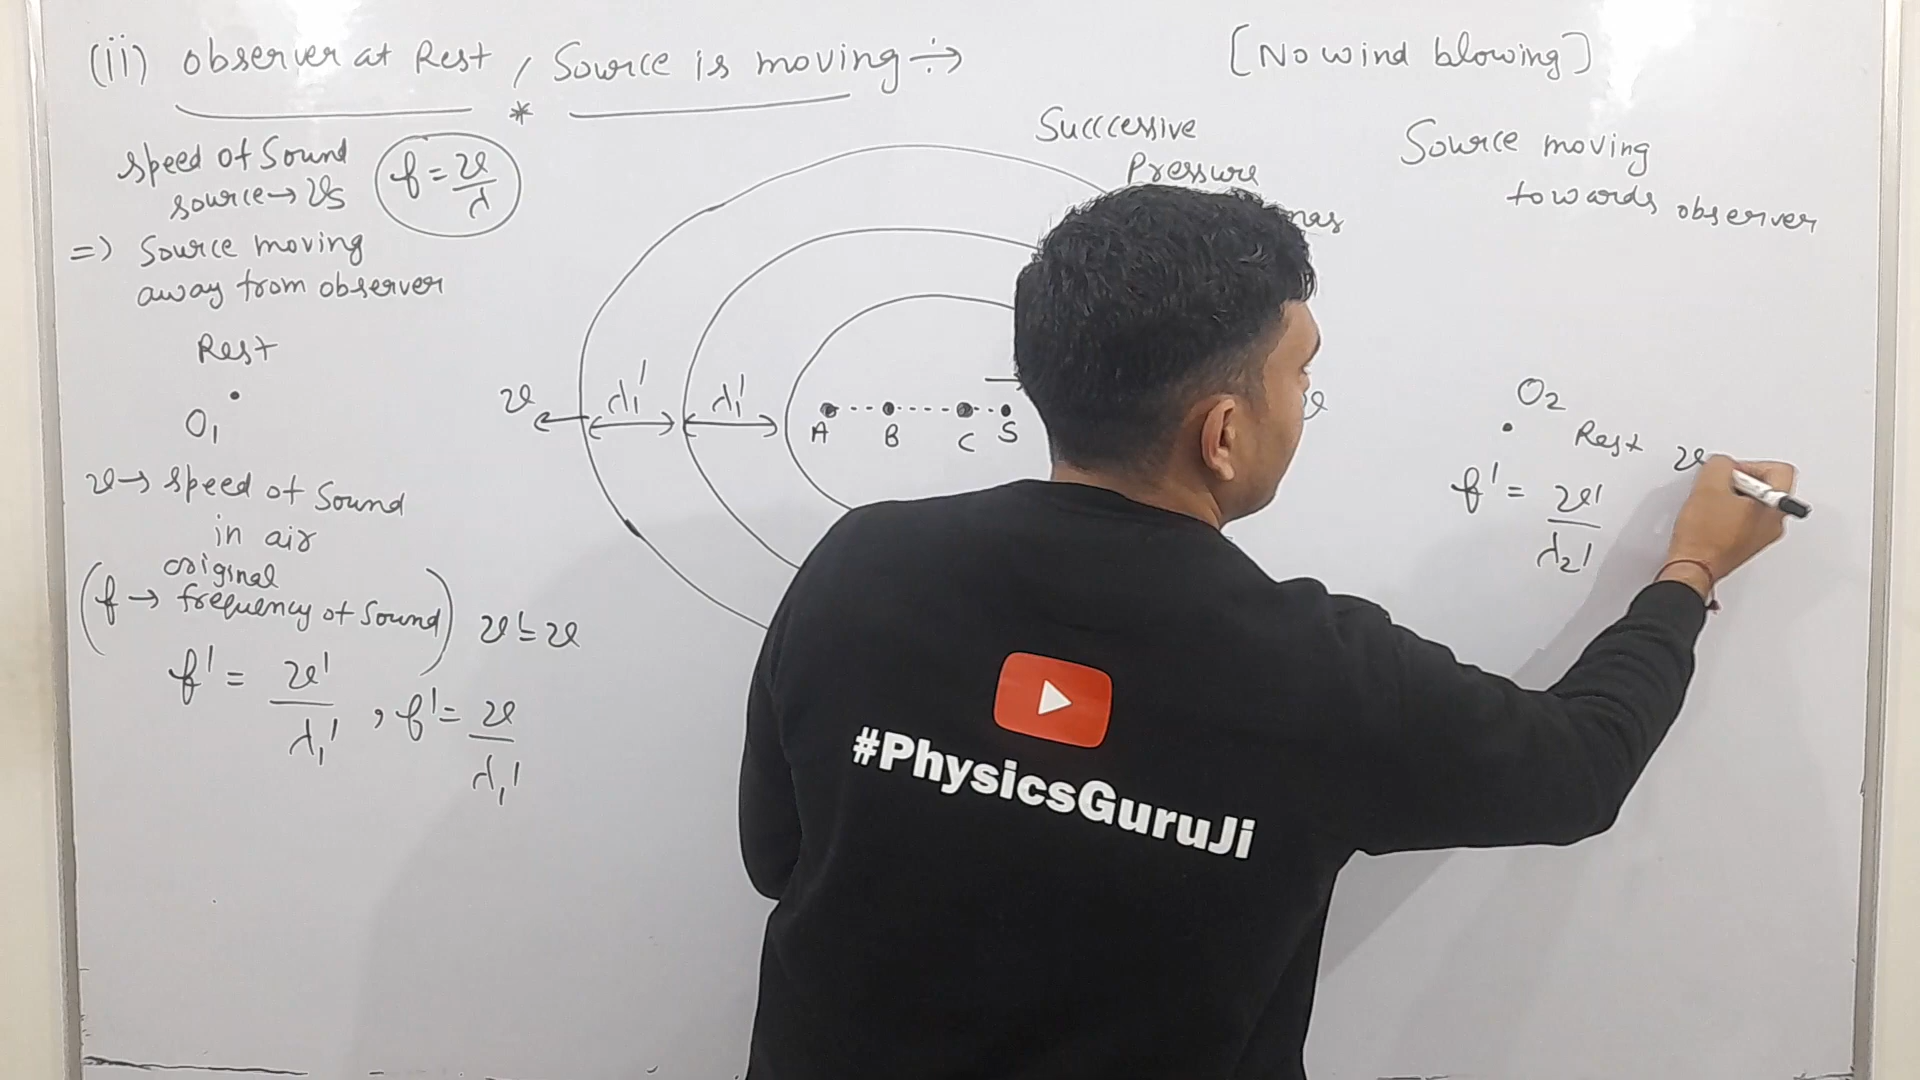 (ii) observer at Rest, Source is moving ÷→
[No wind blowing]
*
speed of Sound
source → vs
f = v/λ
=) Source moving
away from observer
Rest
O1
v → speed of Sound
in air
original
(f → frequency of Sound)
v' = v
f' = v'/λ1' , f' = v/λ1'
Successive
Pressure
v
λ1'
λ1'
A
B
C
S
Source moving
towards observer
O2
Rest
f' = v'/λ2'
#PhysicsGuruJi